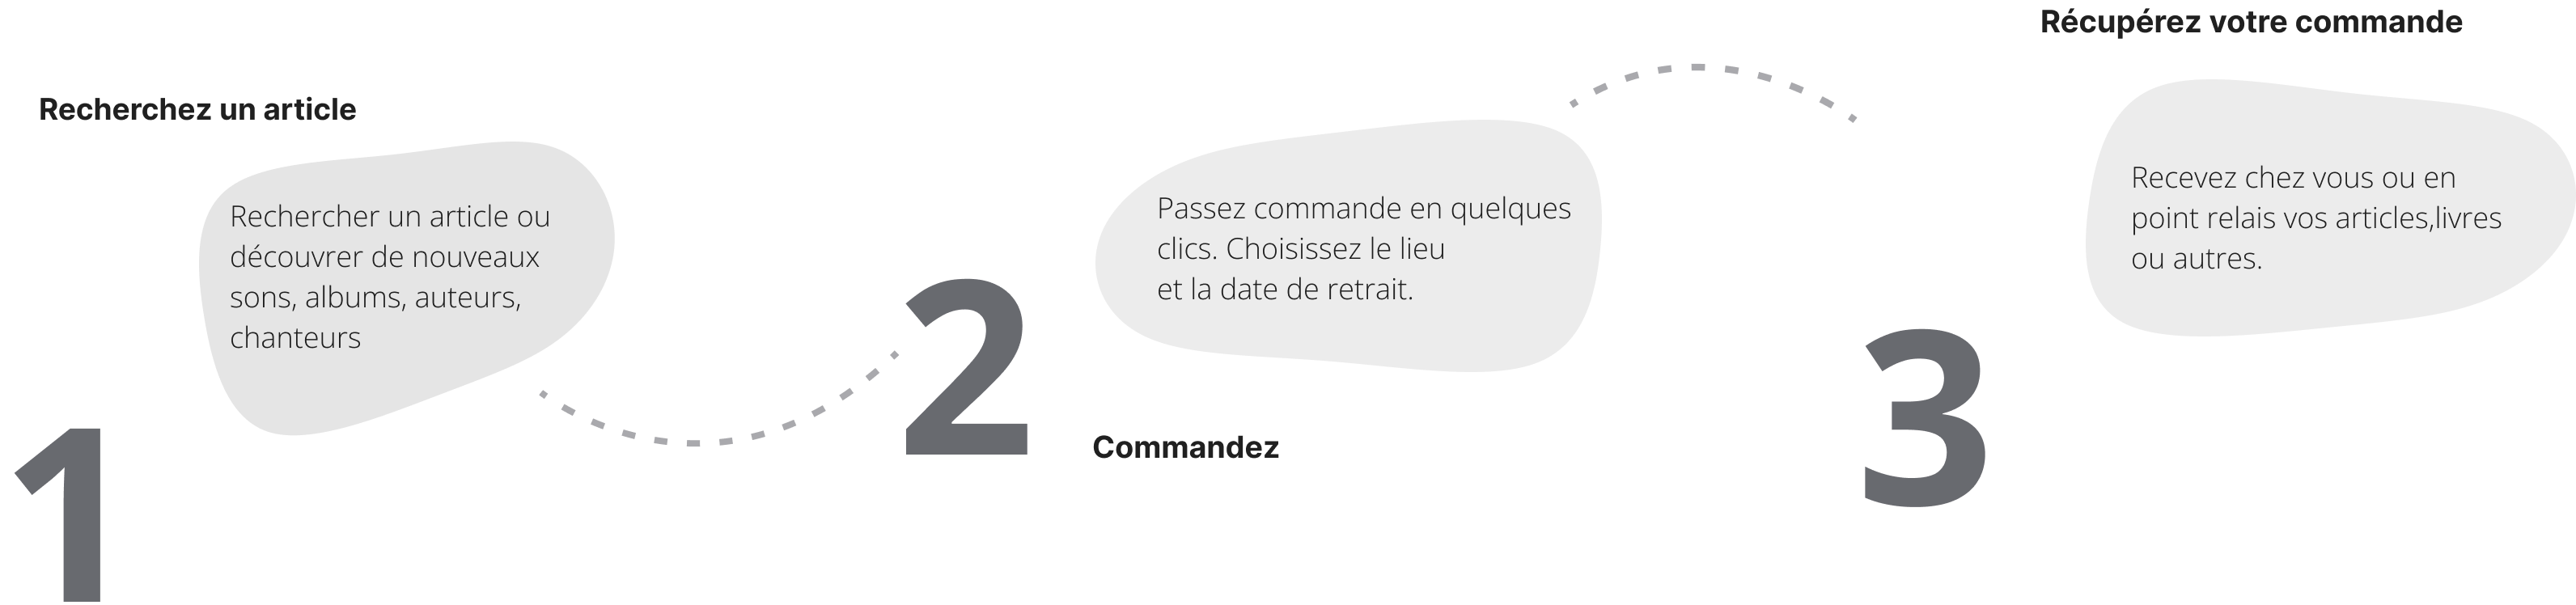 Recherchez un article
Rechercher un article ou
découvrer de nouveaux
sons, albums, auteurs,
chanteurs
1
2
Passez commande en quelques
clics. Choisissez le lieu
et la date de retrait.
Commandez
Récupérez votre commande
Recevez chez vous ou en
point relais vos articles,livres
ou autres.
3